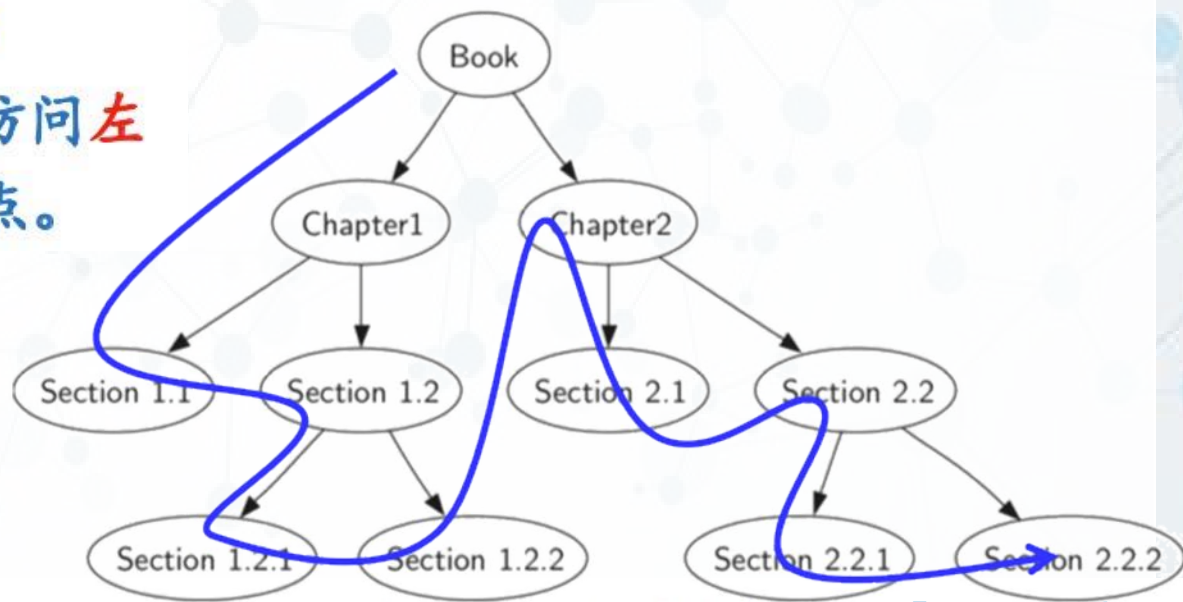 Book
方问左
点。
Chapter1 Chapter2
Section 1.1 Section 1.2 Section 2.1 Section 2.2
Section 1.2.1 Section 1.2.2 Section 2.2.1 Section 2.2.2